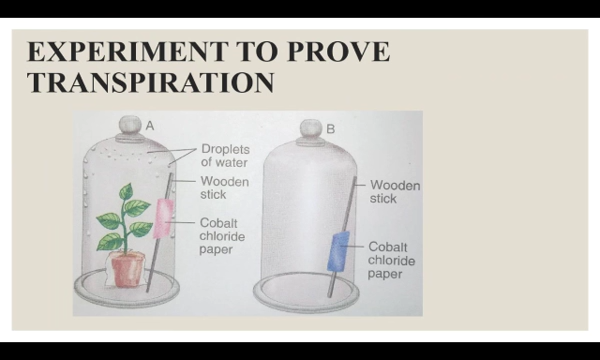 EXPERIMENT TO PROVE
TRANSPIRATION
A
Droplets
of water
Wooden
stick
Cobalt
chloride
paper
B
Wooden
stick
Cobalt
chloride
paper